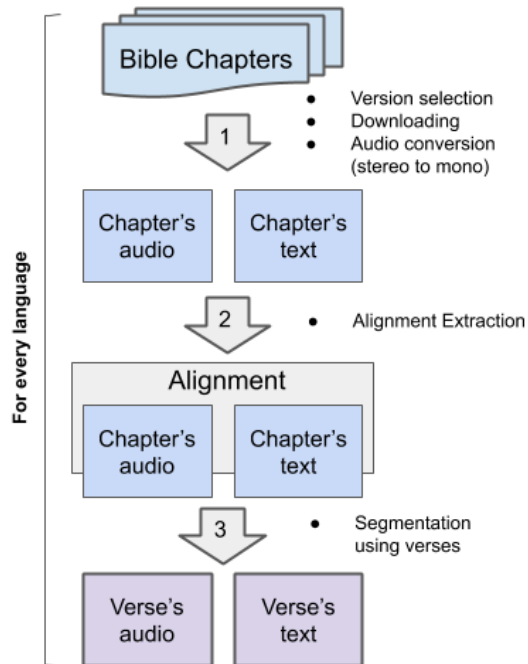 Bible Chapters
1
● Version selection
● Downloading
● Audio conversion
(stereo to mono)
Chapter's
audio
Chapter's
text
2
● Alignment Extraction
For every language
Alignment
Chapter's
audio
Chapter's
text
3
● Segmentation
using verses
Verse's
audio
Verse's
text